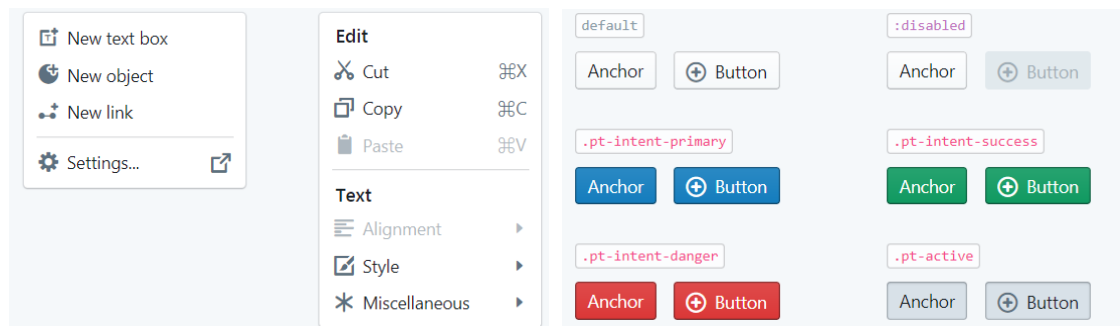 New text box
New object
New link
Settings...
Edit
Cut ⌘X
Copy ⌘C
Paste ⌘V
Text
Alignment
Style
Miscellaneous
default :disabled
Anchor Button Anchor Button
.pt-intent-primary .pt-intent-success
Anchor Button Anchor Button
.pt-intent-danger .pt-active
Anchor Button Anchor Button